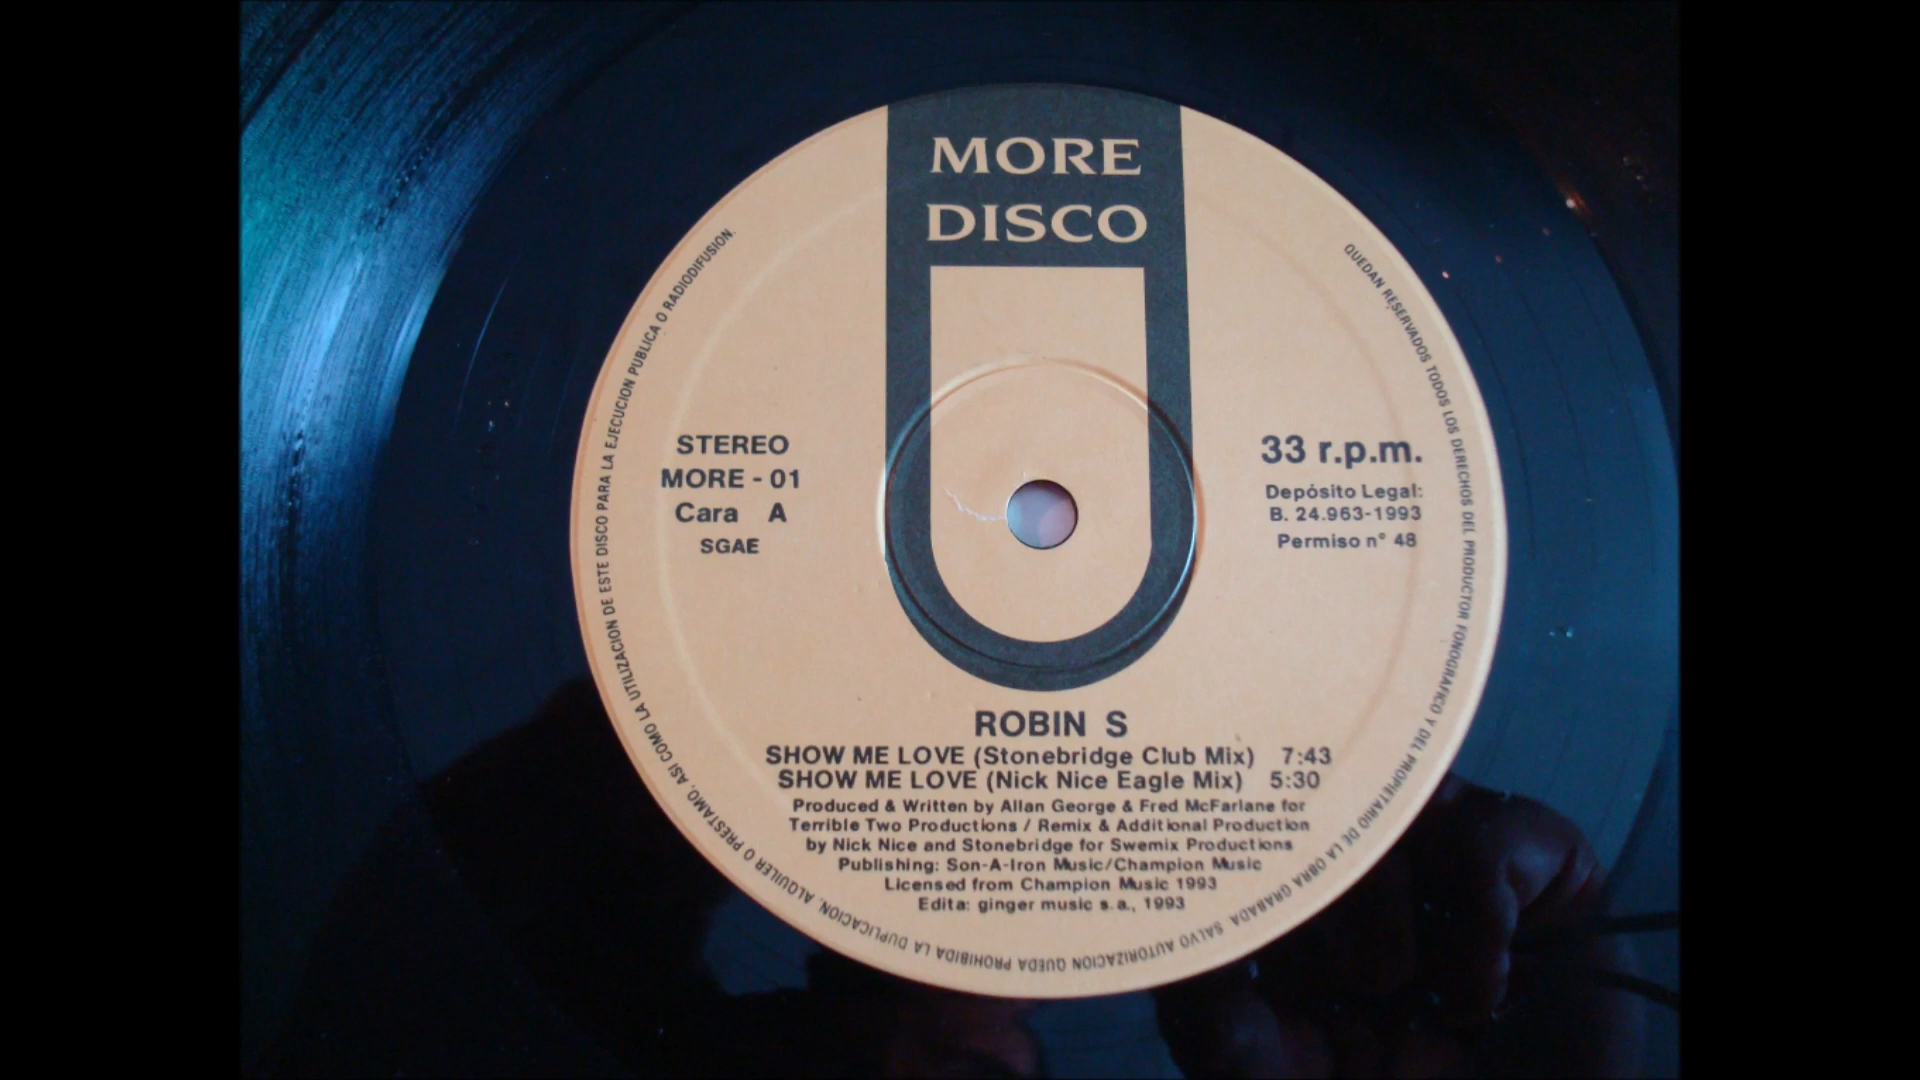 MORE
DISCO
STEREO
MORE - 01
Cara A
SGAE
33 r.p.m.
Depósito Legal:
B. 24.963-1993
Permiso n° 48
ROBIN S
SHOW ME LOVE (Stonebridge Club Mix) 7:43
SHOW ME LOVE (Nick Nice Eagle Mix) 5:30
Produced & Written by Allan George & Fred McFarlane for
Terrible Two Productions / Remix & Additional Production
by Nick Nice and Stonebridge for Swemix Productions
Publishing: Son-A-Iron Music/Champion Music
Licensed from Champion Music 1993
Edita: ginger music s.a., 1993
QUEDAN RESERVADOS TODOS LOS DERECHOS DEL PRODUCTOR FONOGRAFICO Y DEL PROPIETARIO DE LA OBRA GRABADA. SALVO AUTORIZACION QUEDA PROHIBIDA LA DUPLICACION, ALQUILER O PRESTAMO, ASI COMO LA UTILIZACION DE ESTE DISCO PARA LA EJECUCION PUBLICA O RADIODIFUSION.